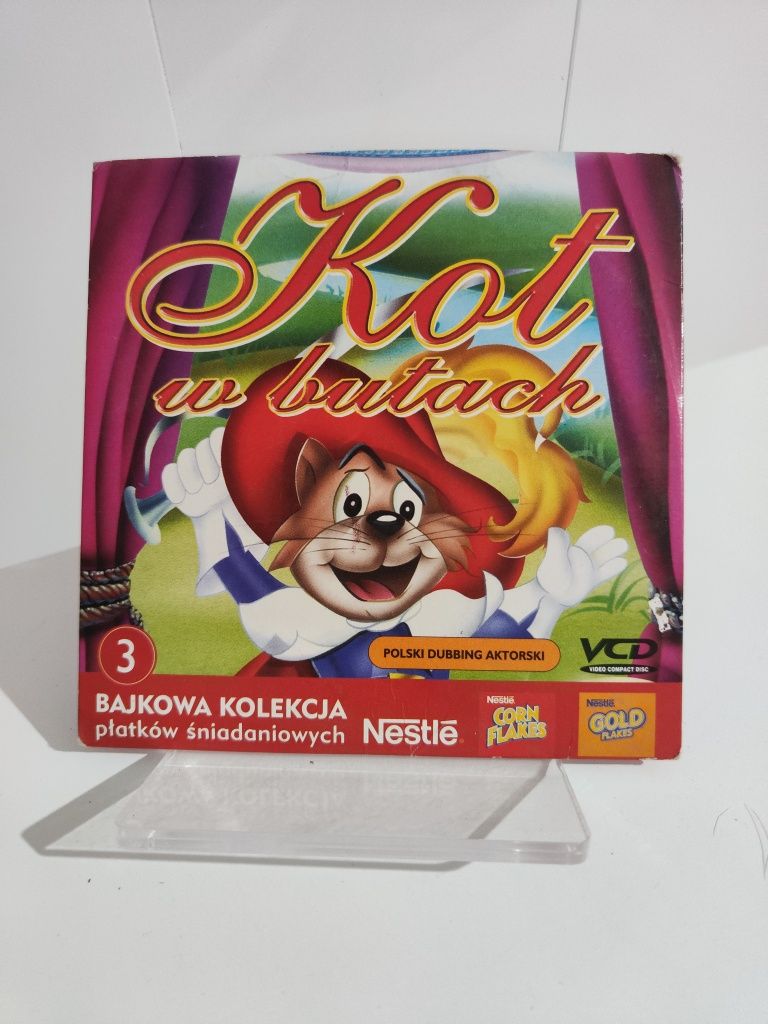 Kot
w butach
POLSKI DUBBING AKTORSKI
VCD
VIDEO COMPACT DISC
3
BAJKOWA KOLEKCJA
płatków śniadaniowych
Nestlé
Nestlé
CORN
FLAKES
Nestlé
GOLD
FLAKES